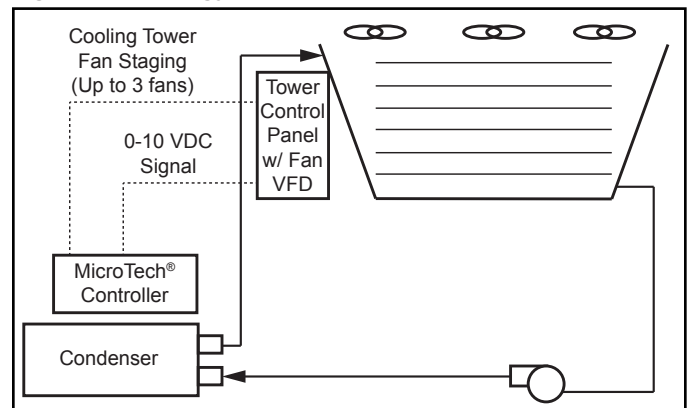 Cooling Tower
Fan Staging
(Up to 3 fans)
Tower
Control
Panel
w/ Fan
VFD
0-10 VDC
Signal
MicroTech®
Controller
Condenser